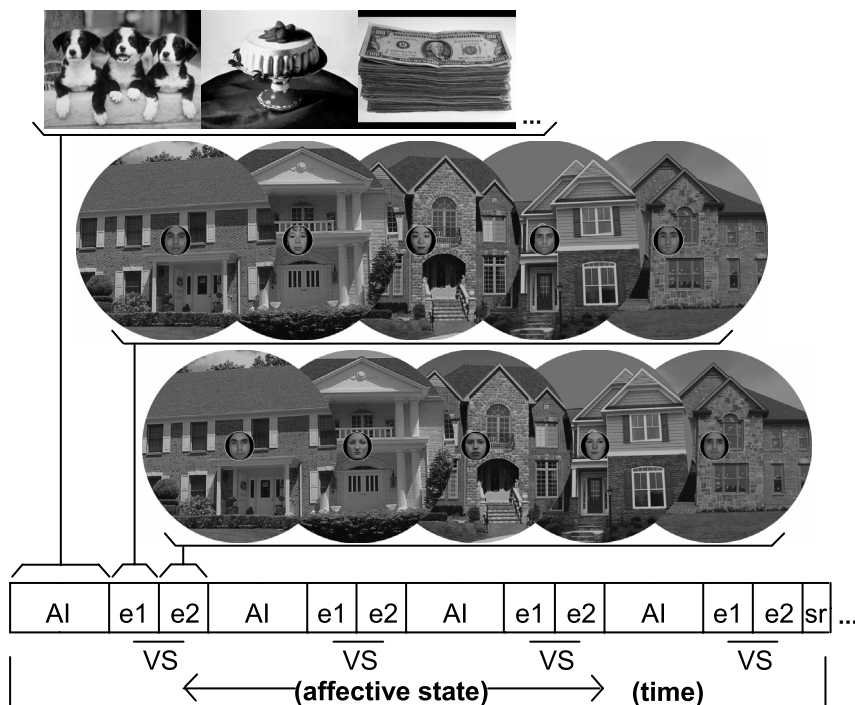 ...
AI e1 e2 AI e1 e2 AI e1 e2 AI e1 e2 sr ...
VS VS VS VS
(affective state) (time)